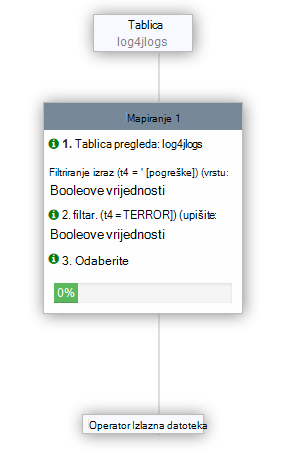 Tablica
log4jlogs
Mapiranje 1
1. Tablica pregleda: log4jlogs
Filtriranje izraz (t4 = ' [pogreške]) (vrstu:
Booleove vrijednosti
2. filtar. (t4 =TERROR]) (upišite:
Booleove vrijednosti
3. Odaberite
0%
Operator Izlazna datoteka